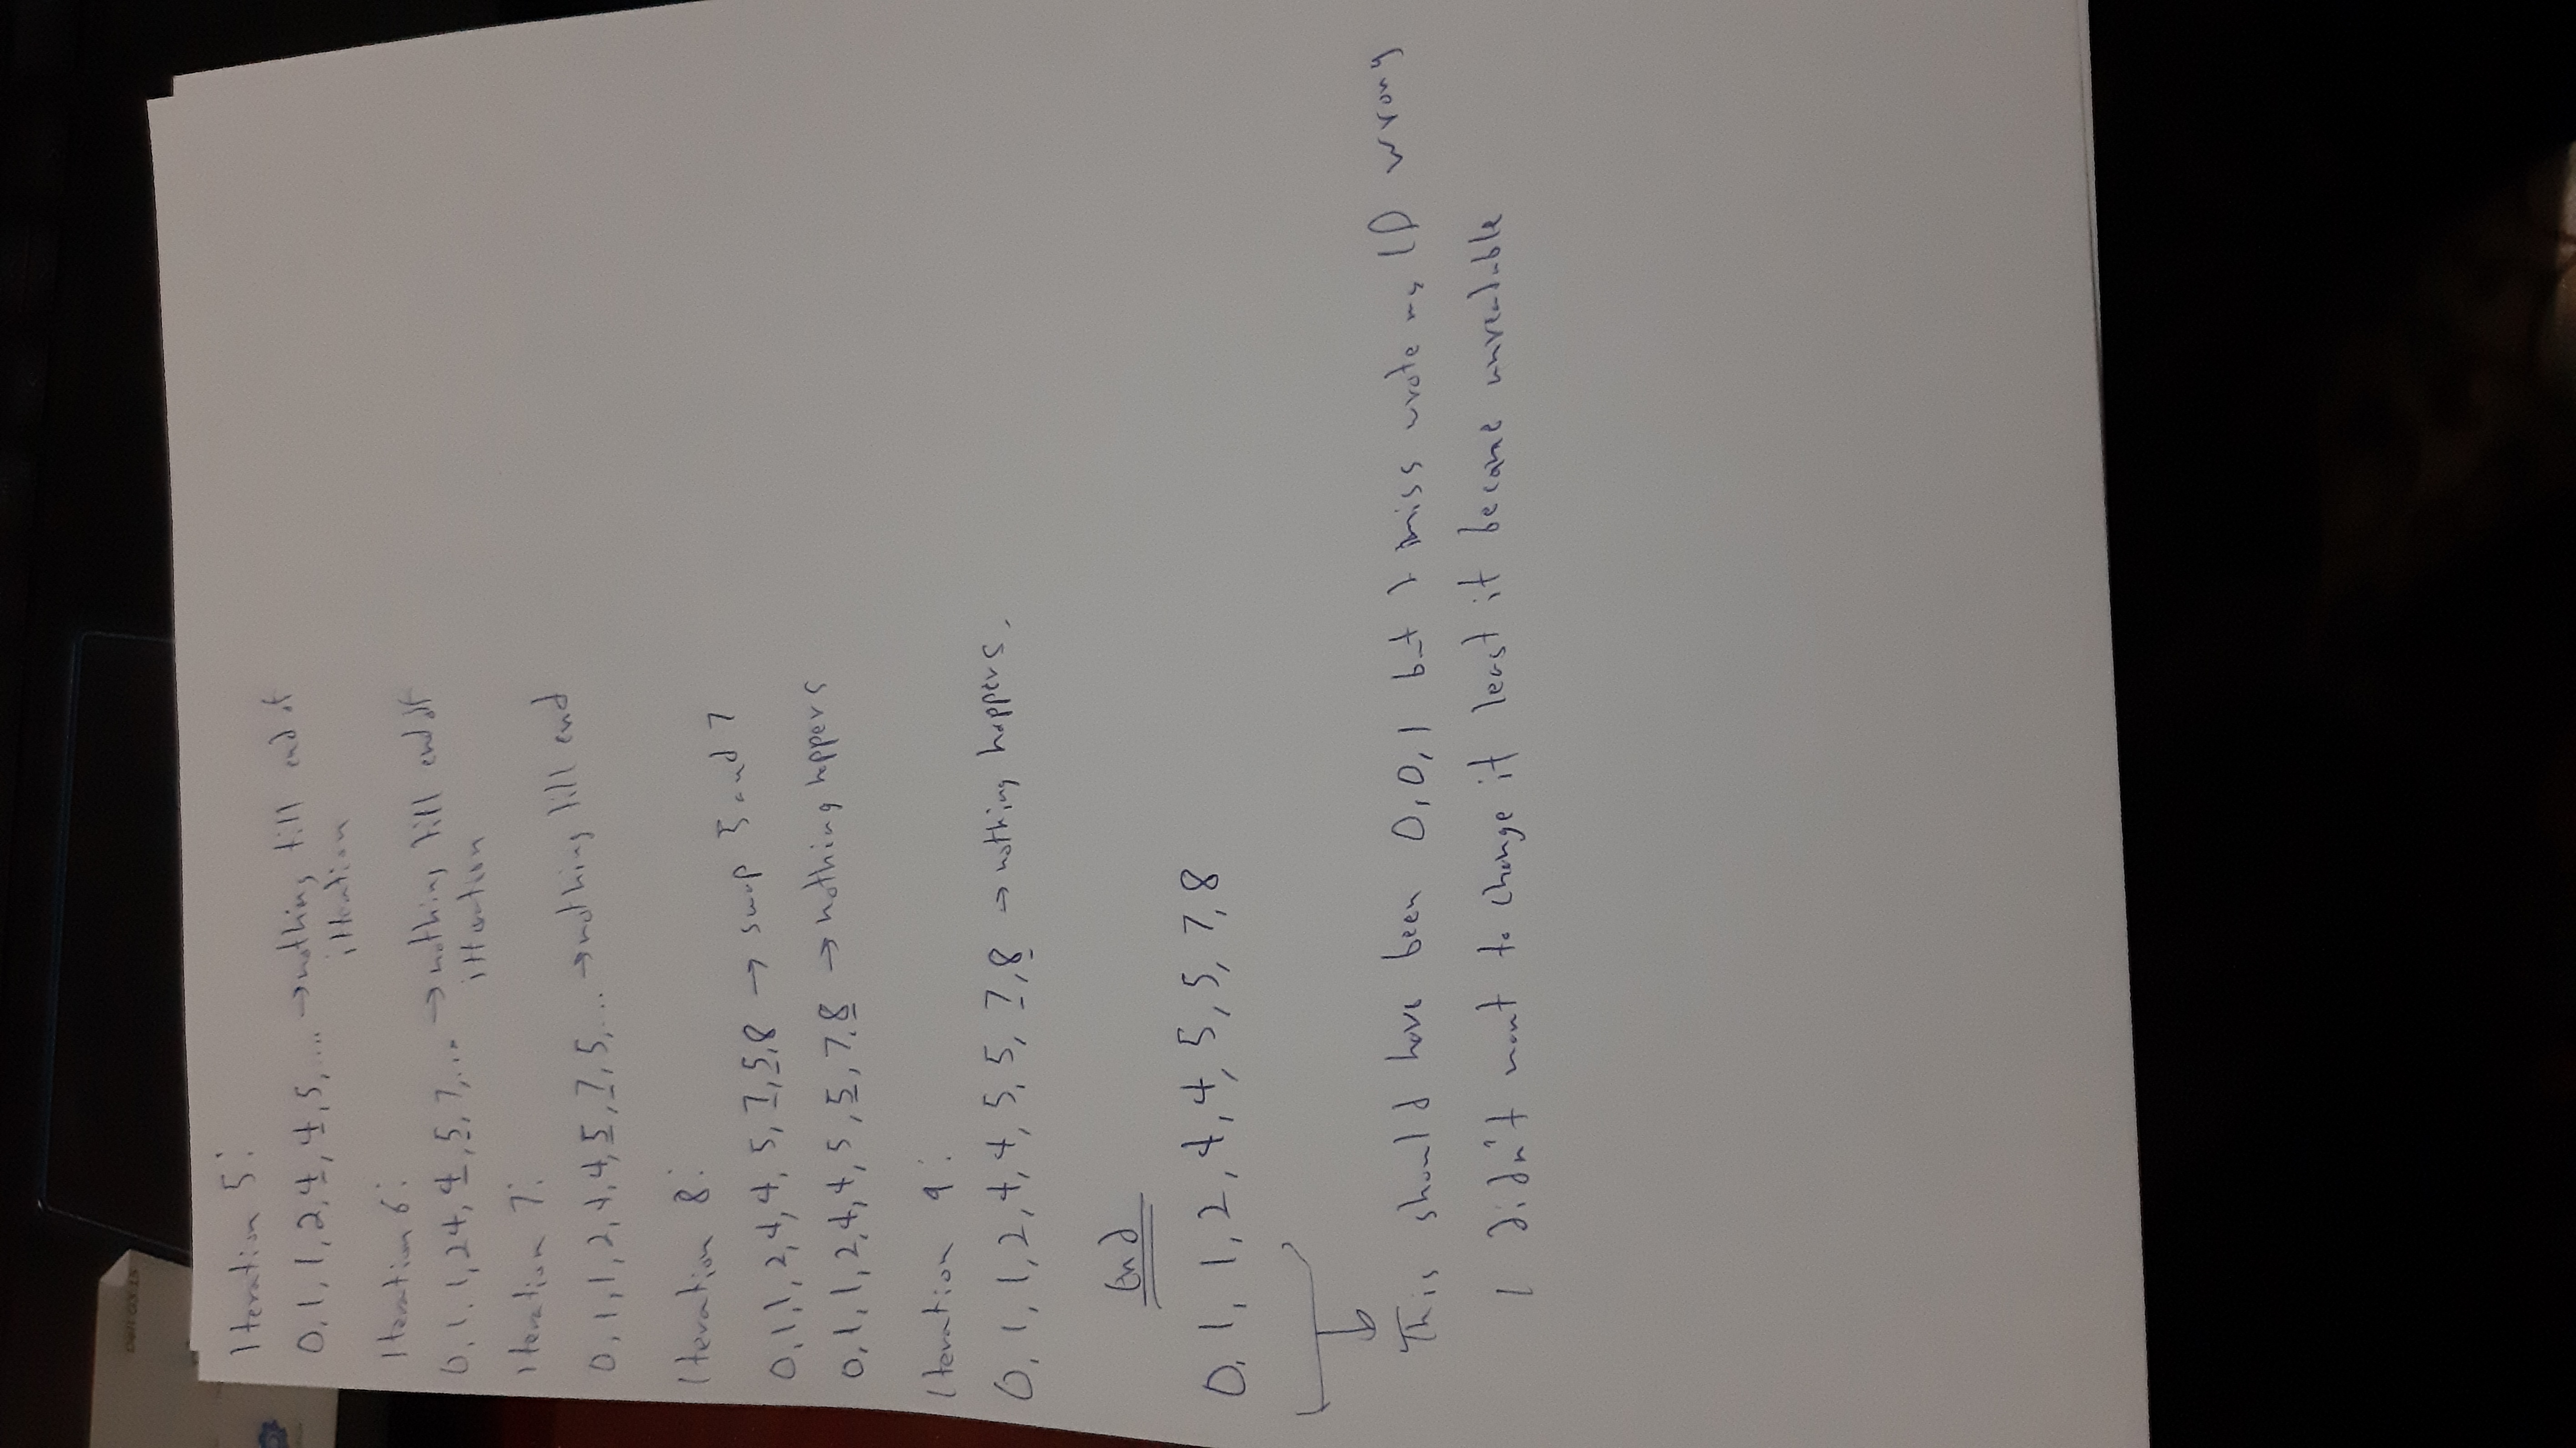 Dell G3 15
Iteration 5:
0, 1, 1, 2, 4, 4, 5, .... → nothing till end of
itteration
Iteration 6:
0, 1, 1, 2 4, 4, 5, 7, ... → nothing till end of
itteration
Iteration 7:
0, 1, 1, 2, 4, 4, 5, 7, 5, ... → nothing till end
Iteration 8:
0, 1, 1, 2, 4, 4, 5, 7, 5, 8 → swap 5 and 7
0, 1, 1, 2, 4, 4, 5, 5, 7, 8 → nothing happens
Iteration 9:
0, 1, 1, 2, 4, 4, 5, 5, 7, 8 → nothing happens.
End
0, 1, 1, 2, 4, 4, 5, 5, 7, 8
This should have been 0, 0, 1 but I miss wrote my ID wrong
I didn't want to change it least it became unreadable